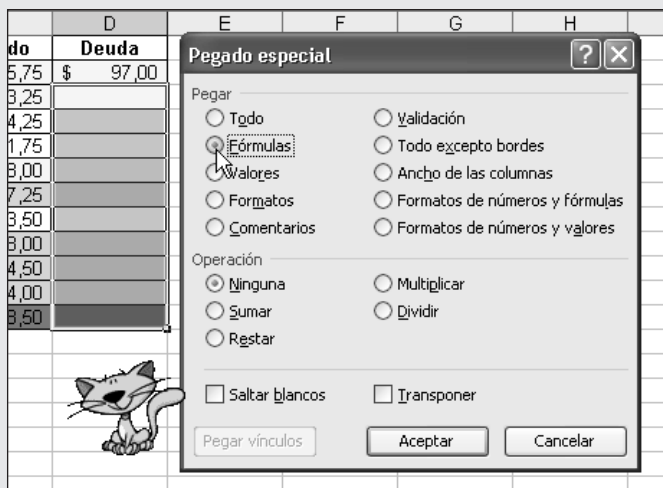 D E F G H
do Deuda
5,75 $ 97,00
3,25
4,25
1,75
3,00
7,25
3,50
3,00
4,50
4,00
3,50
Pegado especial
Pegar
Todo
Fórmulas
Valores
Formatos
Comentarios
Validación
Todo excepto bordes
Ancho de las columnas
Formatos de números y fórmulas
Formatos de números y valores
Operación
Ninguna
Sumar
Restar
Multiplicar
Dividir
Saltar blancos
Transponer
Pegar vínculos
Aceptar
Cancelar